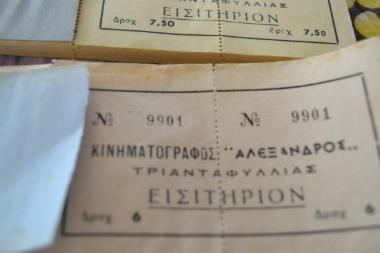 ΤΡΙΑΝΤΑΦΥΛΛΙΑΣ
ΕΙΣΙΤΗΡΙΟΝ
Δραχ 7,50 Δραχ 7,50
№ 9901 № 9901
ΚΙΝΗΜΑΤΟΓΡΑΦΟΣ "ΑΛΕΞΑΝΔΡΟΣ"
ΤΡΙΑΝΤΑΦΥΛΛΙΑΣ
ΕΙΣΙΤΗΡΙΟΝ
Δραχ 6 Δραχ 6